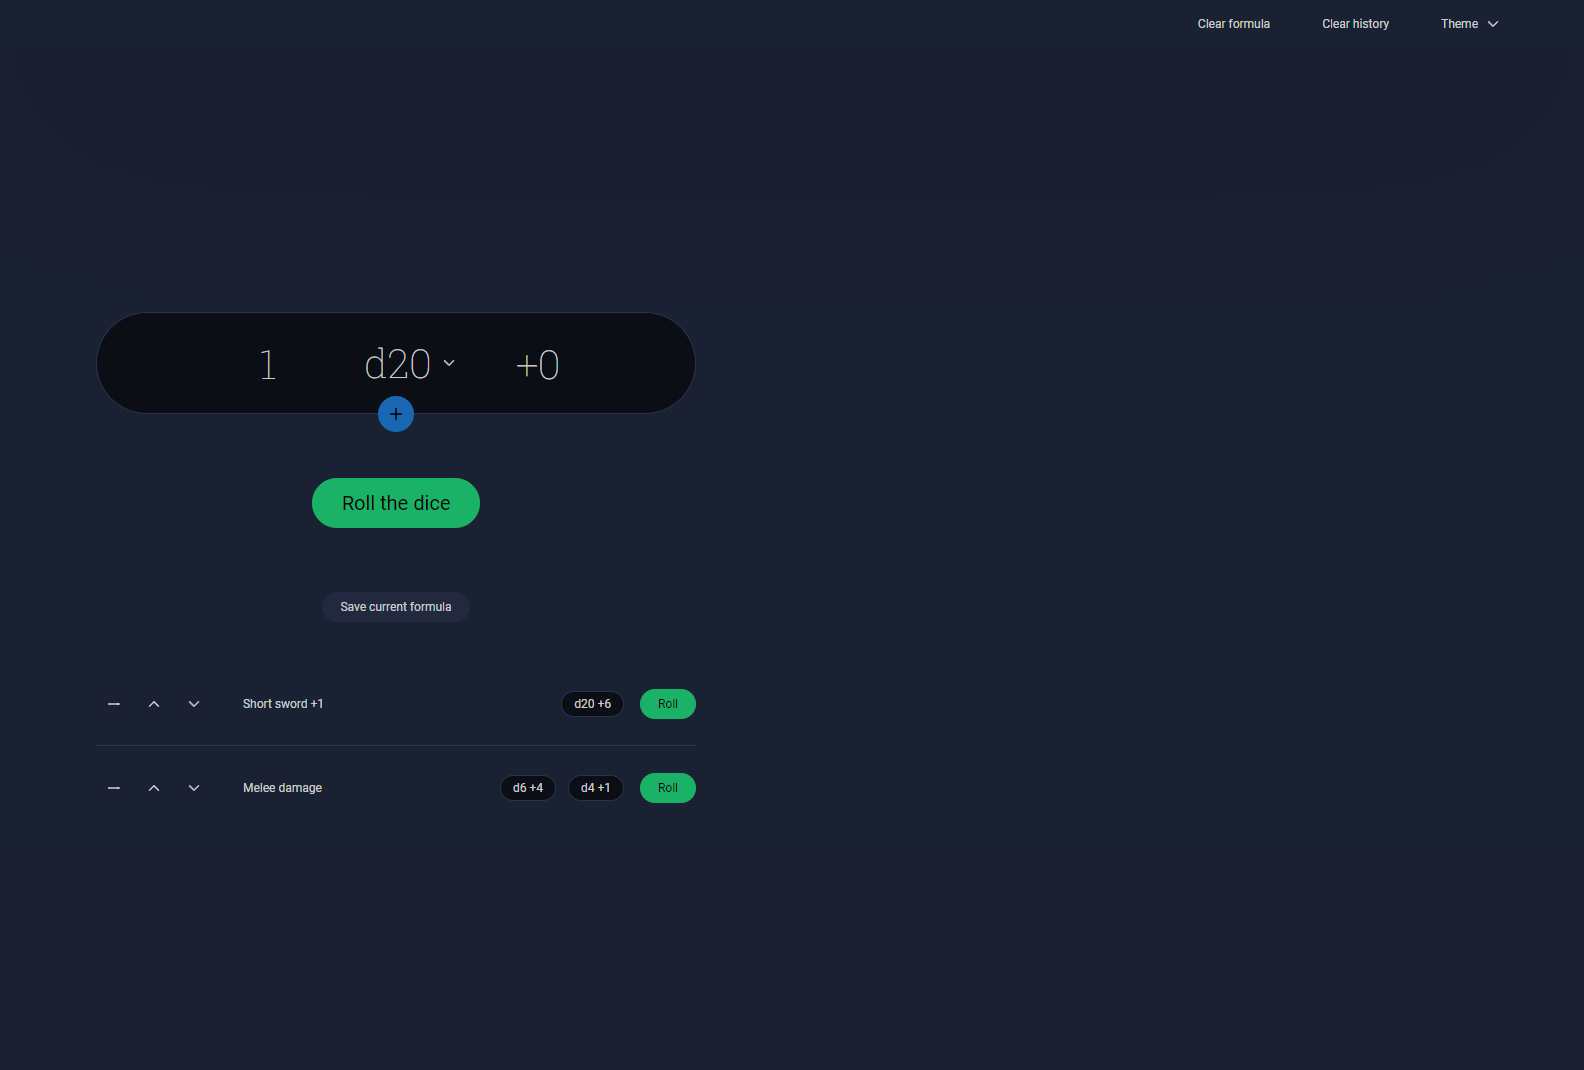 Clear formula Clear history Theme
1 d20 +0
+
Roll the dice
Save current formula
Short sword +1 d20 +6 Roll
Melee damage d6 +4 d4 +1 Roll